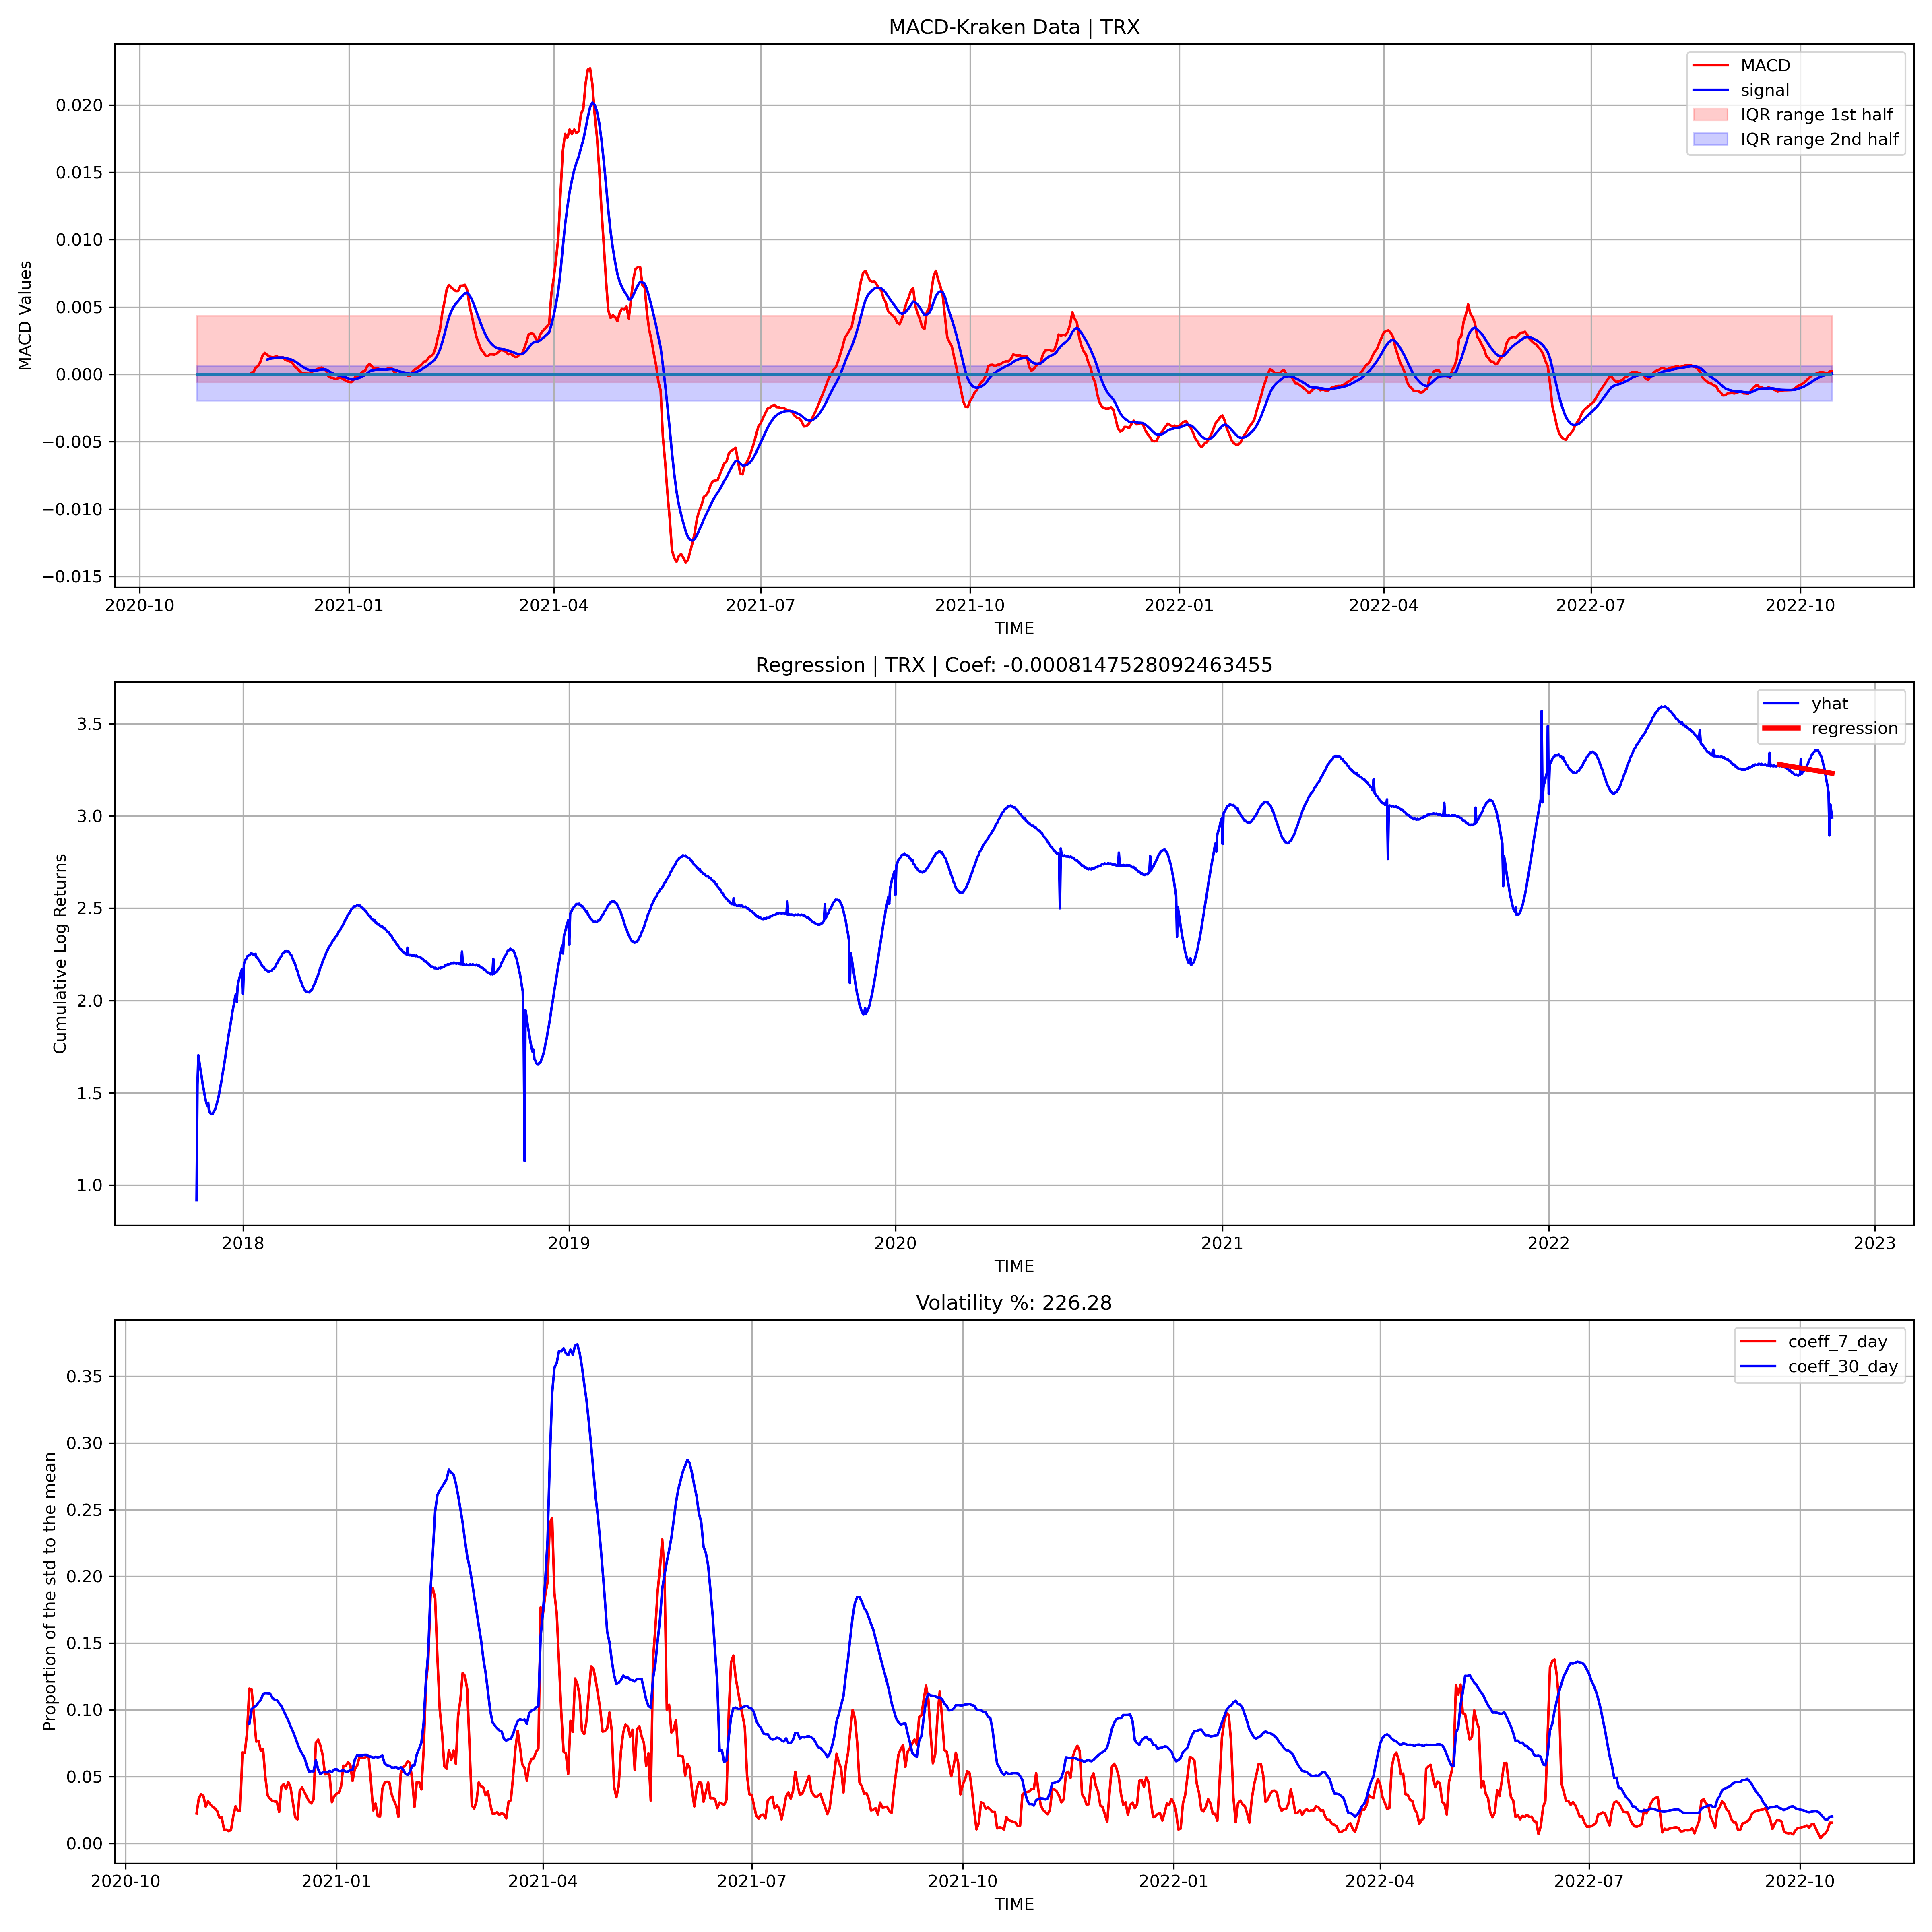 MACD-Kraken Data | TRX
MACD Values
0.020
0.015
0.010
0.005
0.000
−0.005
−0.010
−0.015
MACD
signal
IQR range 1st half
IQR range 2nd half
2020-10 2021-01 2021-04 2021-07 2021-10 2022-01 2022-04 2022-07 2022-10
TIME
Regression | TRX | Coef: -0.0008147528092463455
Cumulative Log Returns
3.5
3.0
2.5
2.0
1.5
1.0
yhat
regression
2018 2019 2020 2021 2022 2023
TIME
Volatility %: 226.28
Proportion of the std to the mean
0.35
0.30
0.25
0.20
0.15
0.10
0.05
0.00
coeff_7_day
coeff_30_day
2020-10 2021-01 2021-04 2021-07 2021-10 2022-01 2022-04 2022-07 2022-10
TIME